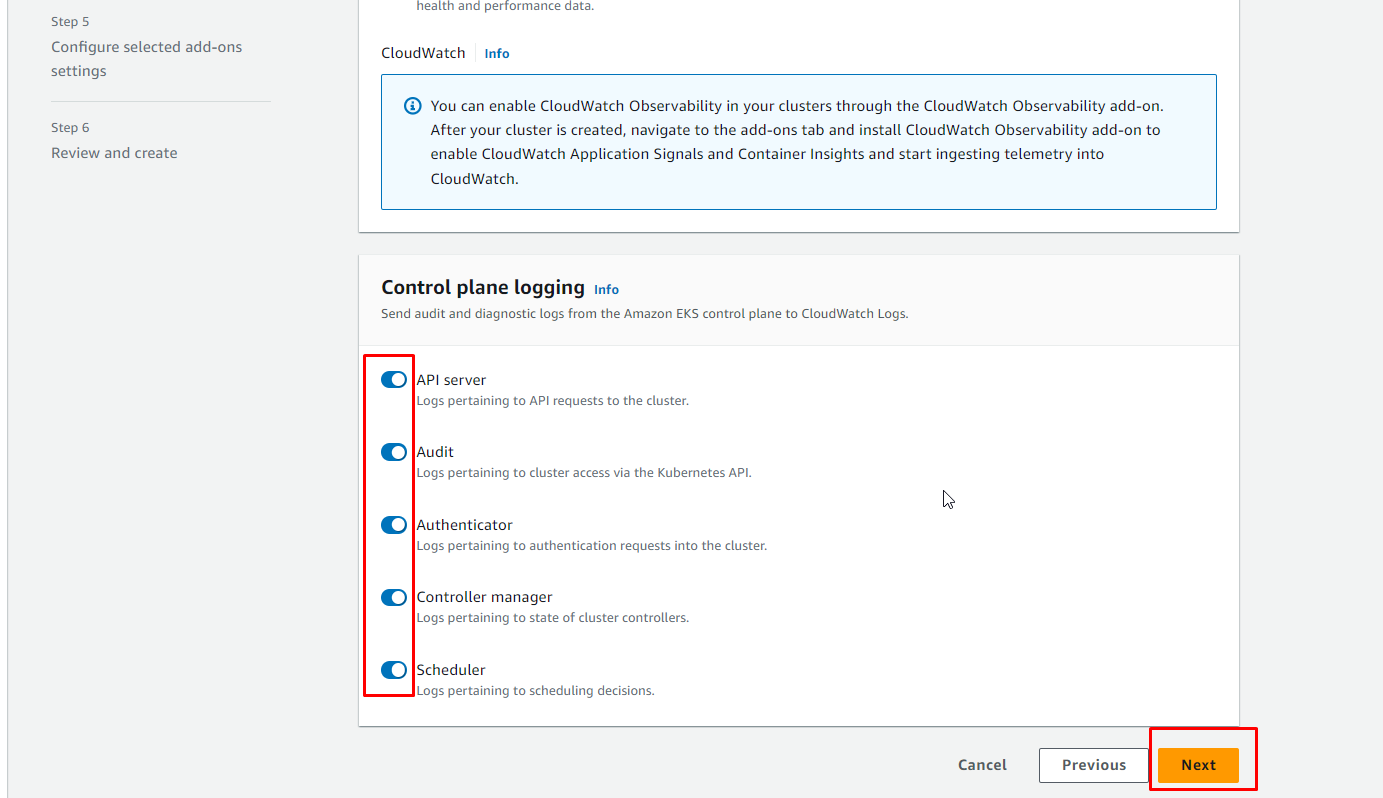 health and performance data.
Step 5
Configure selected add-ons
settings
Step 6
Review and create
CloudWatch Info
You can enable CloudWatch Observability in your clusters through the CloudWatch Observability add-on.
After your cluster is created, navigate to the add-ons tab and install CloudWatch Observability add-on to
enable CloudWatch Application Signals and Container Insights and start ingesting telemetry into
CloudWatch.
Control plane logging Info
Send audit and diagnostic logs from the Amazon EKS control plane to CloudWatch Logs.
API server
Logs pertaining to API requests to the cluster.
Audit
Logs pertaining to cluster access via the Kubernetes API.
Authenticator
Logs pertaining to authentication requests into the cluster.
Controller manager
Logs pertaining to state of cluster controllers.
Scheduler
Logs pertaining to scheduling decisions.
Cancel Previous Next